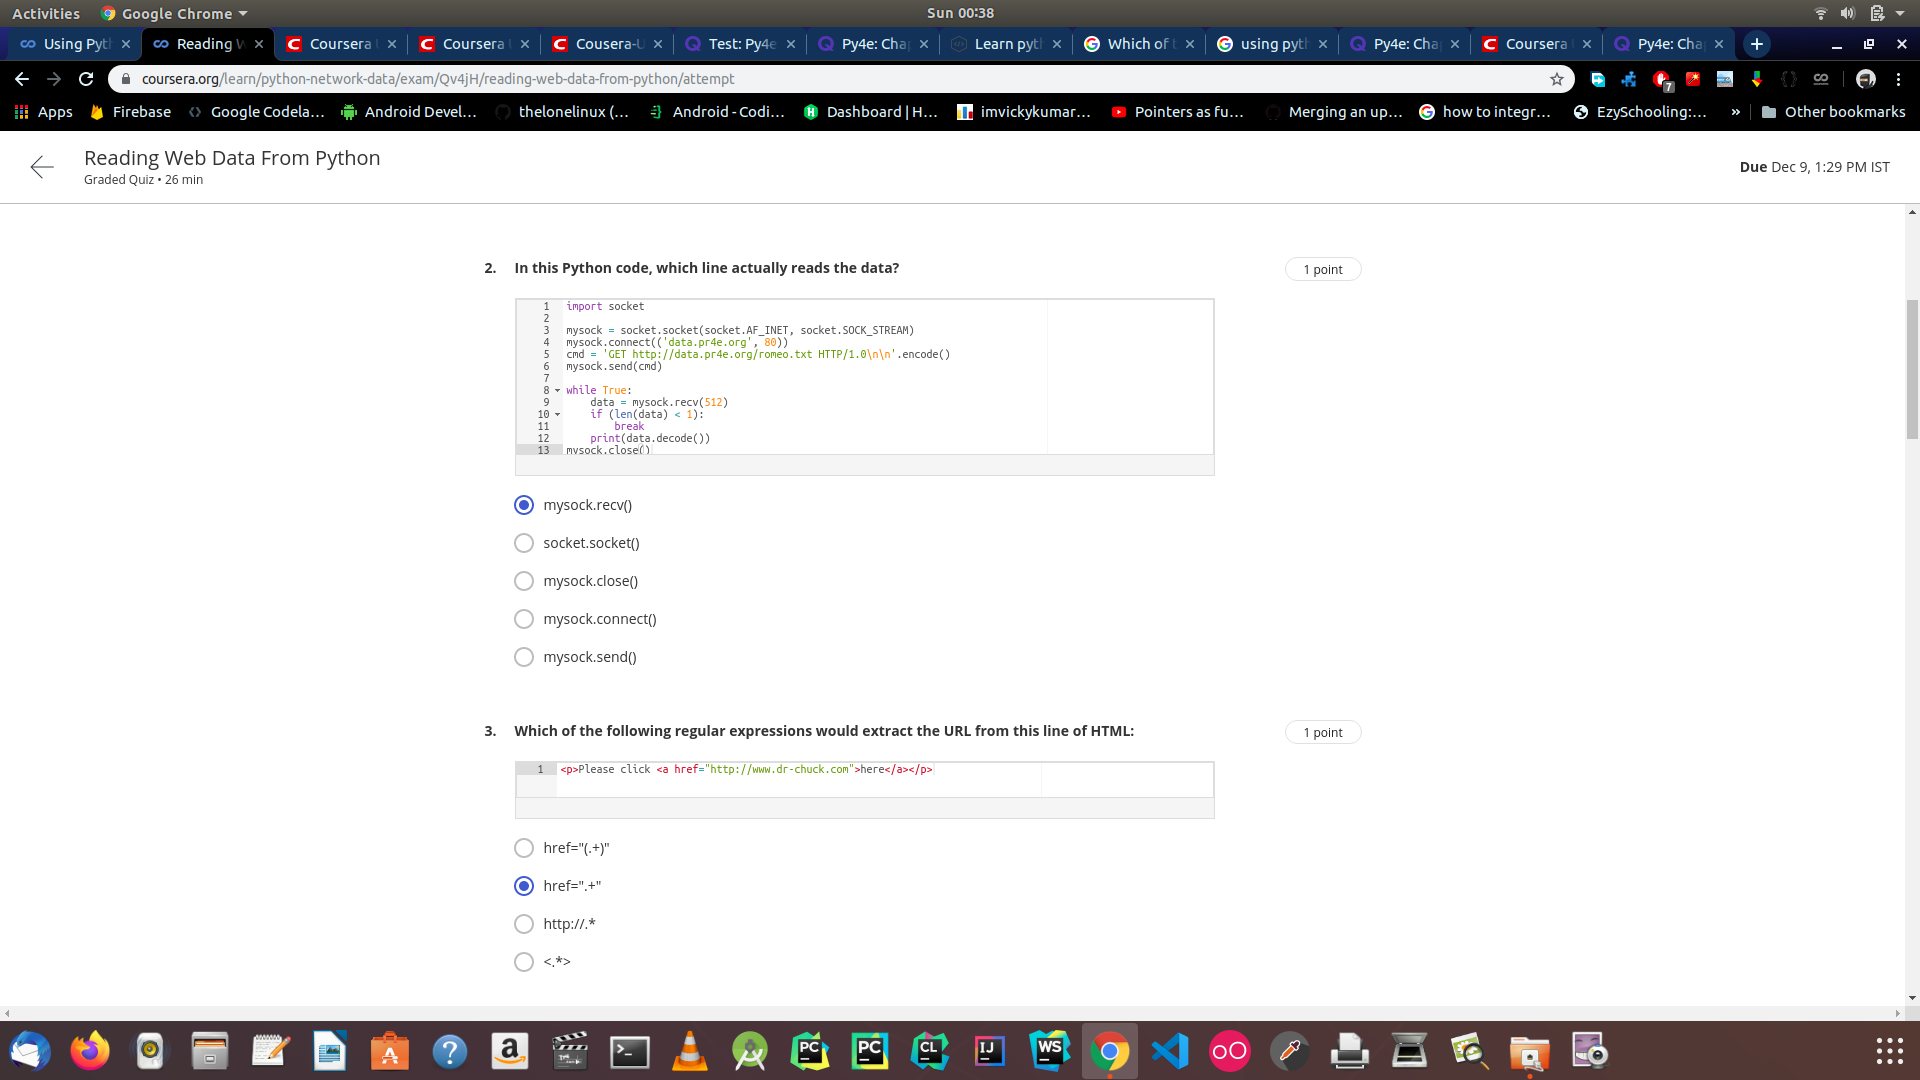 Activities
Google Chrome
Sun 00:38
Using Pyt
Reading W
Coursera
Coursera
Cousera-U
Test: Py4e
Py4e: Cha
Learn pyt
Which of
using pyt
Py4e: Cha
Coursera
Py4e: Cha
coursera.org/learn/python-network-data/exam/Qv4jH/reading-web-data-from-python/attempt
7
Apps
Firebase
Google Codela...
Android Devel...
thelonelinux (...
Android - Codi...
Dashboard | H...
imvickykumar...
Pointers as fu...
Merging an up...
how to integr...
EzySchooling:...
»
Other bookmarks
Reading Web Data From Python
Graded Quiz • 26 min
Due Dec 9, 1:29 PM IST
2. In this Python code, which line actually reads the data?
1 point
1 import socket
2
3 mysock = socket.socket(socket.AF_INET, socket.SOCK_STREAM)
4 mysock.connect(('data.pr4e.org', 80))
5 cmd = 'GET http://data.pr4e.org/romeo.txt HTTP/1.0\n\n'.encode()
6 mysock.send(cmd)
7
8 while True:
9 data = mysock.recv(512)
10 if (len(data) < 1):
11 break
12 print(data.decode())
13 mysock.close()
mysock.recv()
socket.socket()
mysock.close()
mysock.connect()
mysock.send()
3. Which of the following regular expressions would extract the URL from this line of HTML:
1 point
1 <p>Please click <a href="http://www.dr-chuck.com">here</a></p>
href="(.+)"
href=".+"
http://.*
<.*>